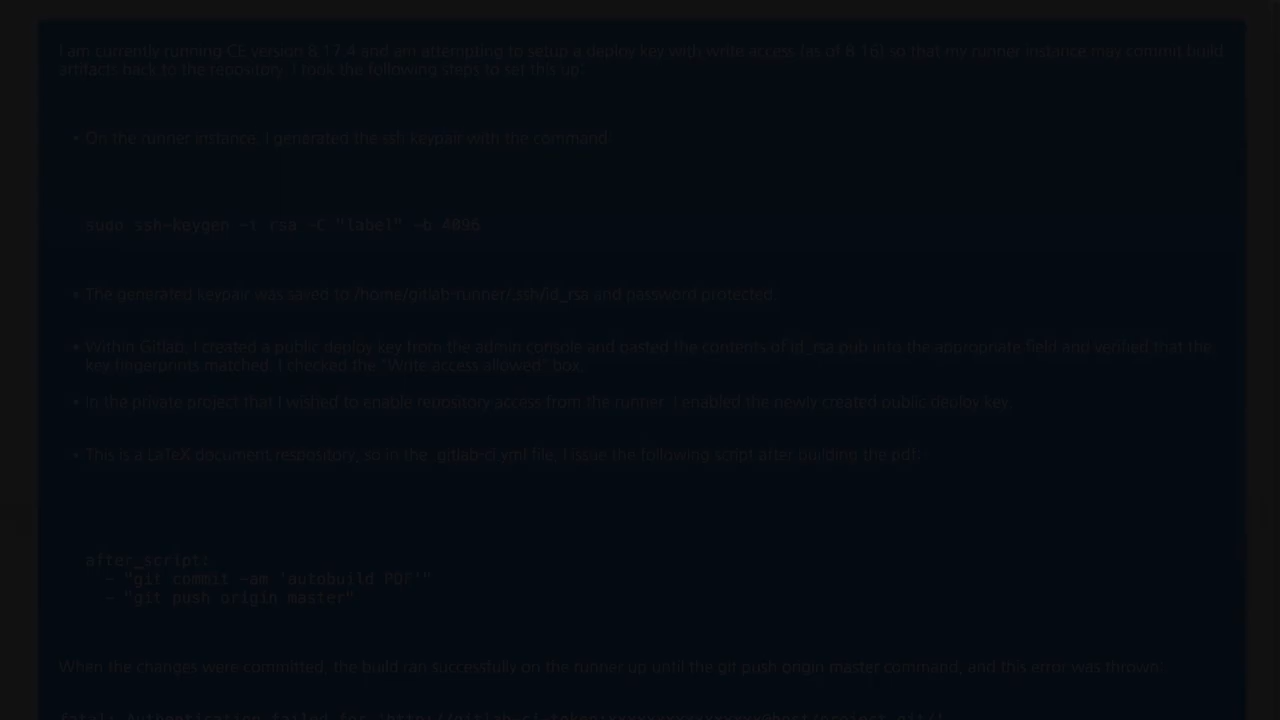 I am currently running CE version 8.17.4 and am attempting to setup a deploy key with write access (as of 8.16) so that my runner instance may commit build
artifacts back to the repository. I took the following steps to set this up:
• On the runner instance, I generated the ssh keypair with the command
sudo ssh-keygen -t rsa -C "label" -b 4096
• The generated keypair was saved to /home/gitlab-runner/.ssh/id_rsa and password protected.
• Within Gitlab, I created a public deploy key from the admin console and pasted the contents of id_rsa.pub into the appropriate field and verified that the
key fingerprints matched. I checked the "Write access allowed" box.
• In the private project that I wished to enable repository access from the runner, I enabled the newly created public deploy key.
• This is a LaTeX document respository, so in the .gitlab-ci.yml file, I issue the following script after building the pdf:
after_script:
- "git commit -am 'autobuild PDF'"
- "git push origin master"
When the changes were committed, the build ran successfully on the runner up until the git push origin master command, and this error was thrown:
fatal: Authentication failed for